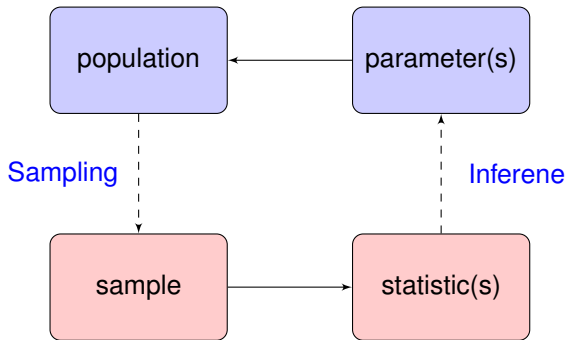 population
parameter(s)
Sampling
Inferene
sample
statistic(s)